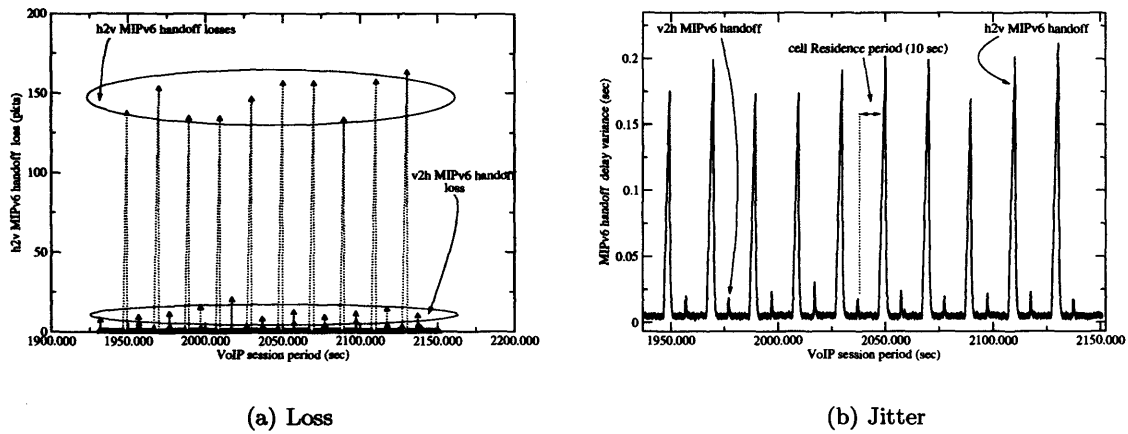 h2v MIPv6 handoff loss (pkts)
200
150
100
50
0
h2v MIPv6 handoff losses
v2h MIPv6 handoff
loss
1900.000 1950.000 2000.000 2050.000 2100.000 2150.000 2200.000
VoIP session period (sec)
(a) Loss
MIPv6 handoff delay variance (sec)
0.2
0.15
0.1
0.05
0
v2h MIPv6 handoff
h2v MIPv6 handoff
cell Residence period (10 sec)
1950.000 2000.000 2050.000 2100.000 2150.000
VoIP session period (sec)
(b) Jitter